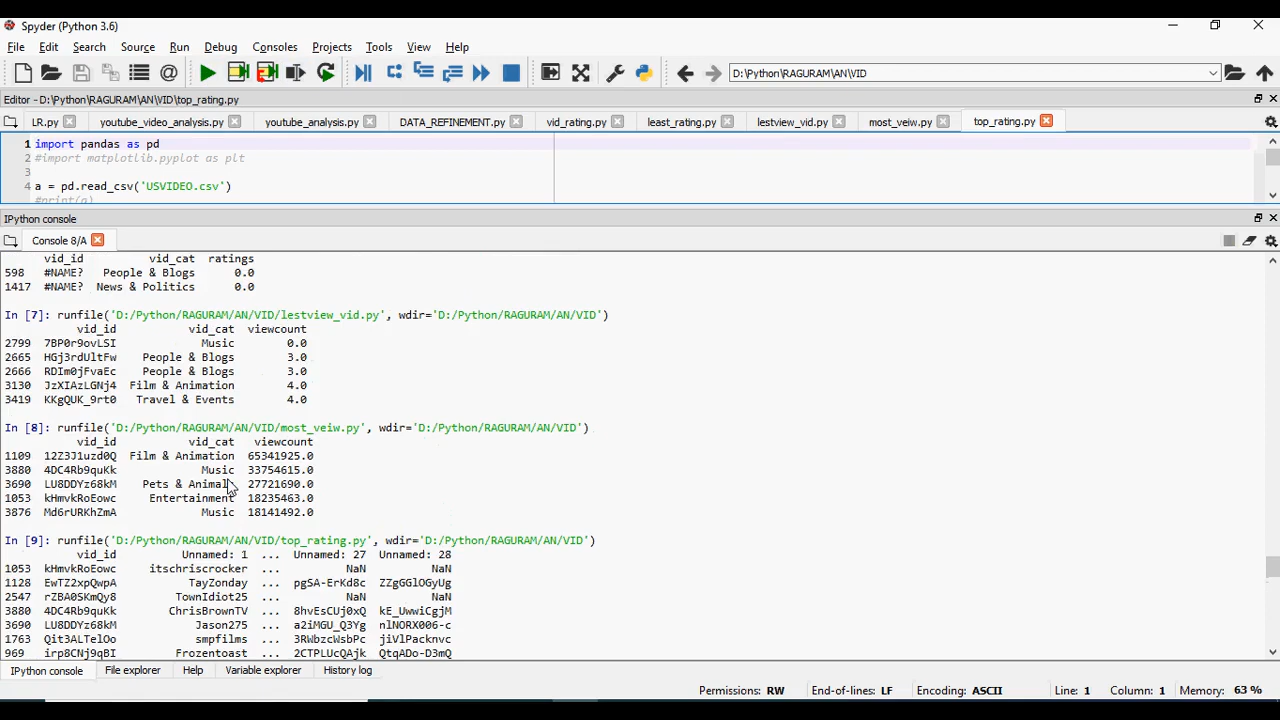 Spyder (Python 3.6)
File Edit Search Source Run Debug Consoles Projects Tools View Help
D:\Python\RAGURAM\AN\VID
Editor - D:\Python\RAGURAM\AN\VID\top_rating.py
LR.py youtube_video_analysis.py youtube_analysis.py DATA_REFINEMENT.py vid_rating.py least_rating.py lestview_vid.py most_veiw.py top_rating.py
1 import pandas as pd
2 #import matplotlib.pyplot as plt
3
4 a = pd.read_csv('USVIDEO.csv')
#print(a)
IPython console
Console 8/A
vid_id vid_cat ratings
598 #NAME? People & Blogs 0.0
1417 #NAME? News & Politics 0.0
In [7]: runfile('D:/Python/RAGURAM/AN/VID/lestview_vid.py', wdir='D:/Python/RAGURAM/AN/VID')
vid_id vid_cat viewcount
2799 7BP0r9ovLSI Music 0.0
2665 HGj3rdUltFw People & Blogs 3.0
2666 RDIm0jFvaEc People & Blogs 3.0
3130 JzXIAzLGNj4 Film & Animation 4.0
3419 KKgQUK_9rt0 Travel & Events 4.0
In [8]: runfile('D:/Python/RAGURAM/AN/VID/most_veiw.py', wdir='D:/Python/RAGURAM/AN/VID')
vid_id vid_cat viewcount
1109 12Z3J1uzd0Q Film & Animation 65341925.0
3880 4DC4Rb9quKk Music 33754615.0
3690 LU8DDYz68kM Pets & Animals 27721690.0
1053 kHmvkRoEowc Entertainment 18235463.0
3876 Md6rURKhZmA Music 18141492.0
In [9]: runfile('D:/Python/RAGURAM/AN/VID/top_rating.py', wdir='D:/Python/RAGURAM/AN/VID')
vid_id Unnamed: 1 ... Unnamed: 27 Unnamed: 28
1053 kHmvkRoEowc itschriscrocker ... NaN NaN
1128 EwTZ2xpQwpA TayZonday ... pgSA-ErKd8c ZZgGGlOGyUg
2547 rZBA0SKmQy8 TownIdiot25 ... NaN NaN
3880 4DC4Rb9quKk ChrisBrownTV ... 8hvEsCUj0xQ kE_UwwiCgjM
3690 LU8DDYz68kM Jason275 ... a2iMGU_Q3Yg nlNORX006-c
1763 Qit3ALTelOo smpfilms ... 3RWbzcWsbPc jiVlPacknvc
969 irp8CNj9qBI Frozentoast ... 2CTPLUcQAjk QtqADo-D3mQ
IPython console File explorer Help Variable explorer History log
Permissions: RW End-of-lines: LF Encoding: ASCII Line: 1 Column: 1 Memory: 63 %